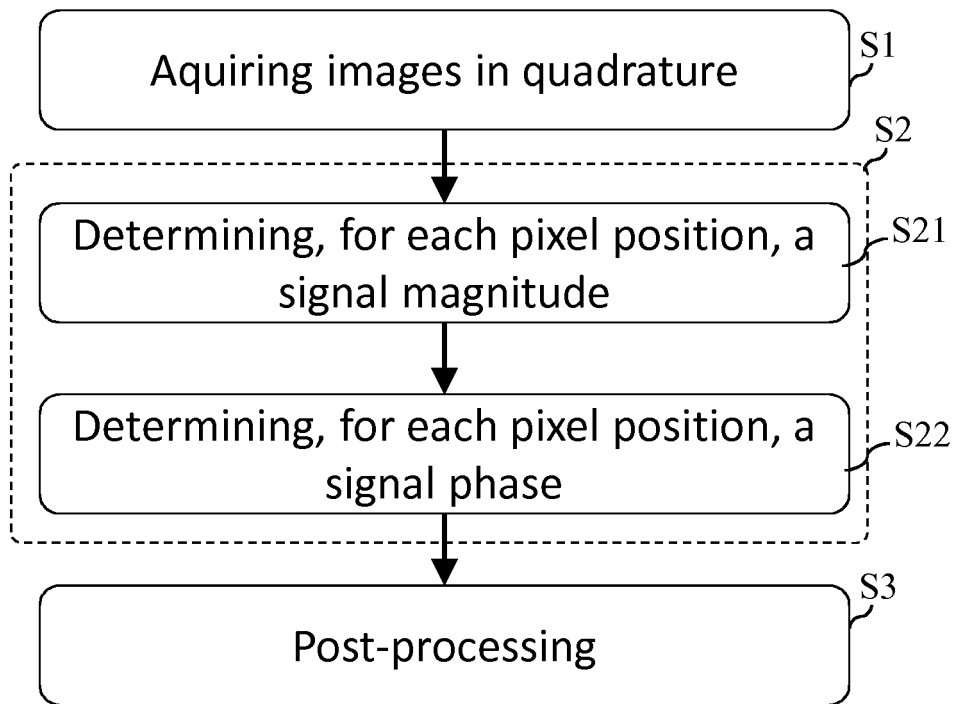 Aquiring images in quadrature
S1
S2
Determining, for each pixel position, a
signal magnitude
S21
Determining, for each pixel position, a
signal phase
S22
Post-processing
S3